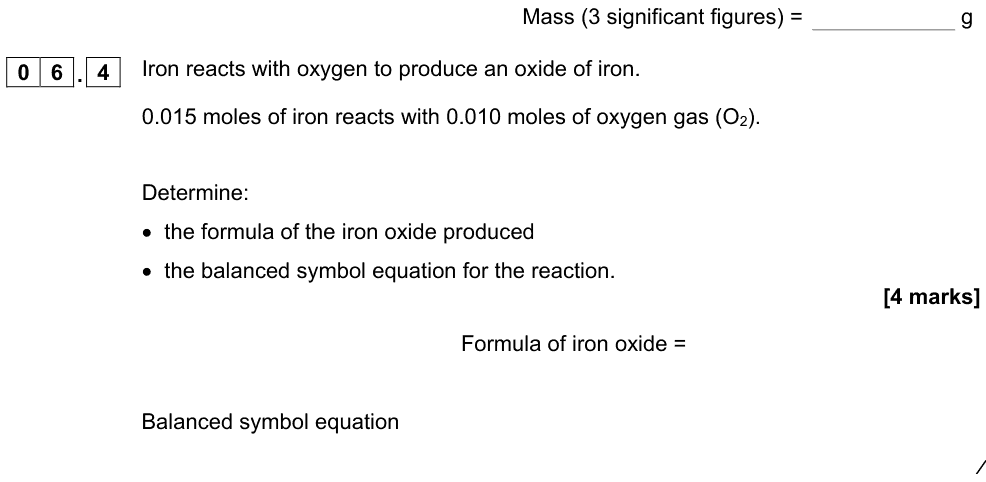 Mass (3 significant figures) = ____________ g
0 6 . 4 Iron reacts with oxygen to produce an oxide of iron.
0.015 moles of iron reacts with 0.010 moles of oxygen gas (O₂).
Determine:
• the formula of the iron oxide produced
• the balanced symbol equation for the reaction.
[4 marks]
Formula of iron oxide =
Balanced symbol equation